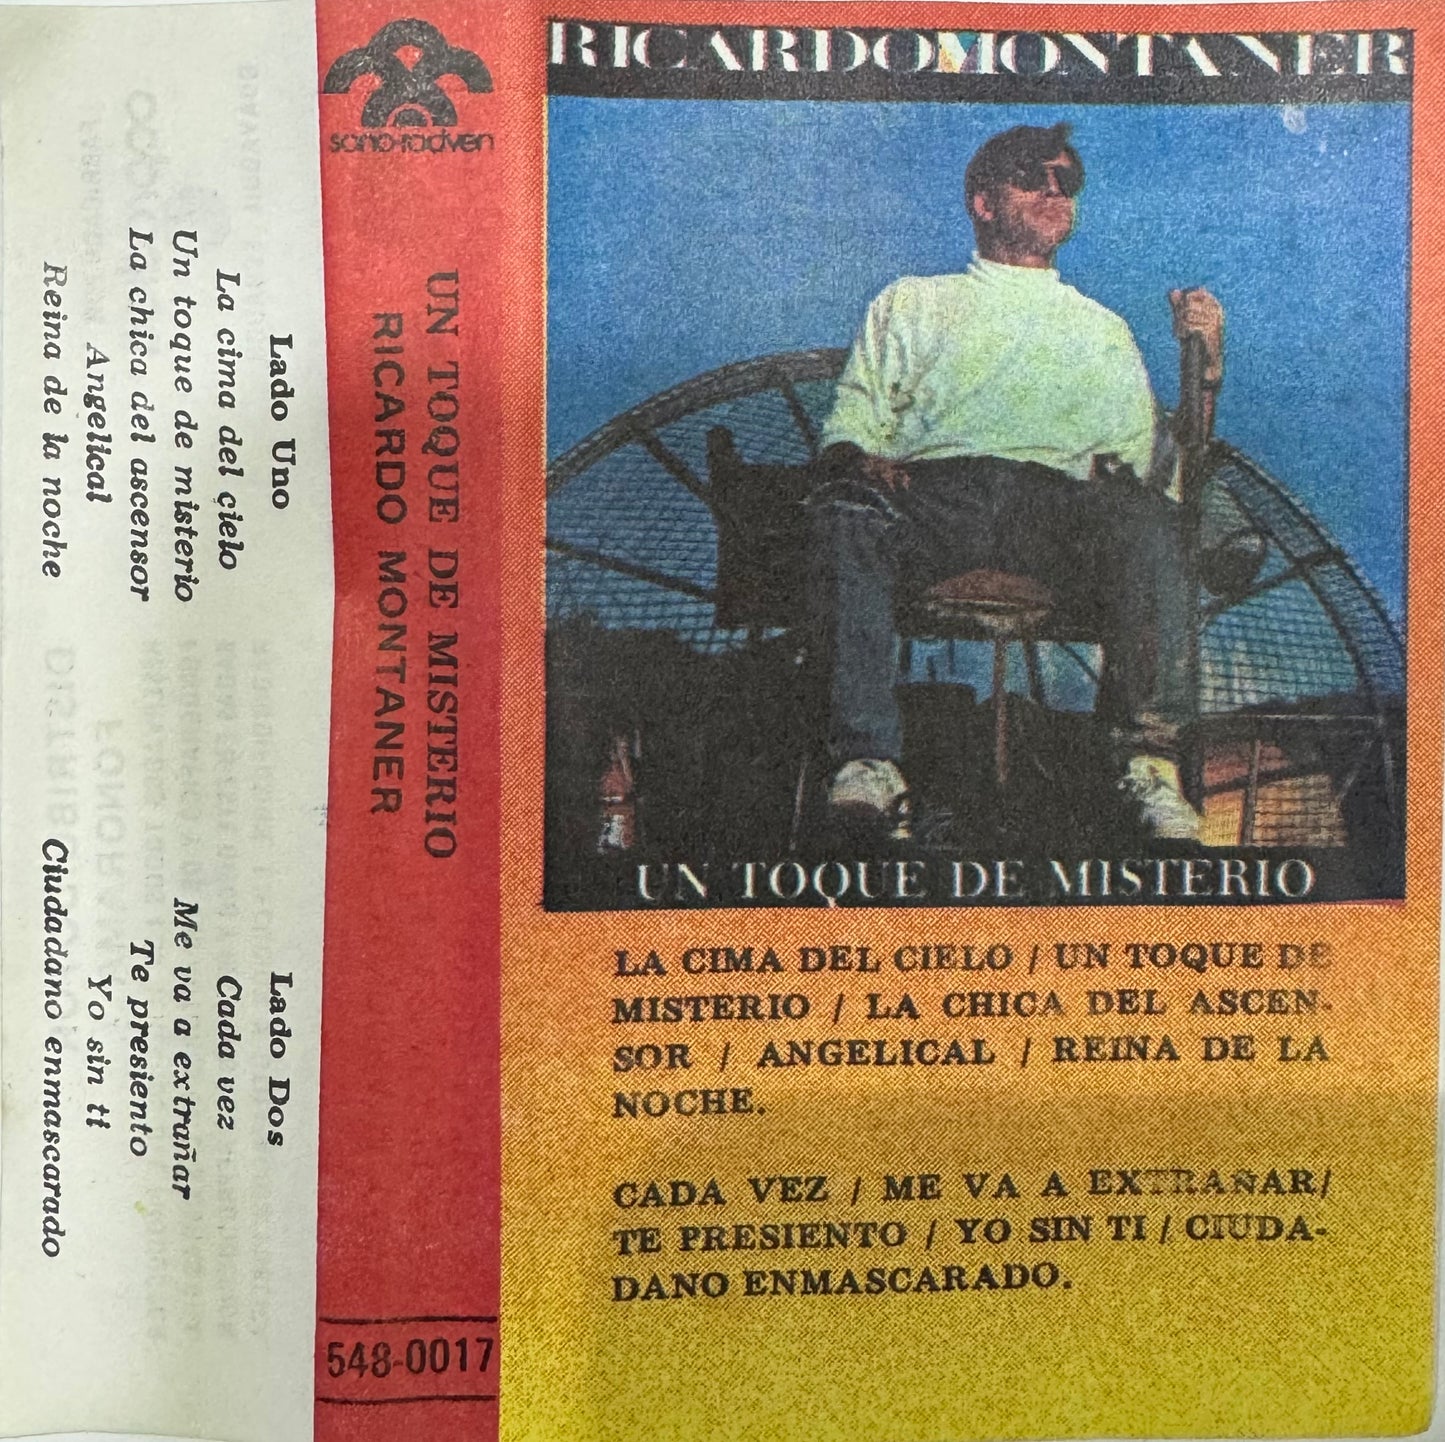 Lado Uno
La cima del cielo
Un toque de misterio
La chica del ascensor
Angelical
Reina de la noche
Lado Dos
Cada vez
Me va a extrañar
Te presiento
Yo sin ti
Ciudadano enmascarado
sono-radven
UN TOQUE DE MISTERIO
RICARDO MONTANER
548-0017
RICARDO MONTANER
UN TOQUE DE MISTERIO
LA CIMA DEL CIELO / UN TOQUE DE
MISTERIO / LA CHICA DEL ASCEN-
SOR / ANGELICAL / REINA DE LA
NOCHE.
CADA VEZ / ME VA A EXTRAÑAR/
TE PRESIENTO / YO SIN TI / CIUDA-
DANO ENMASCARADO.